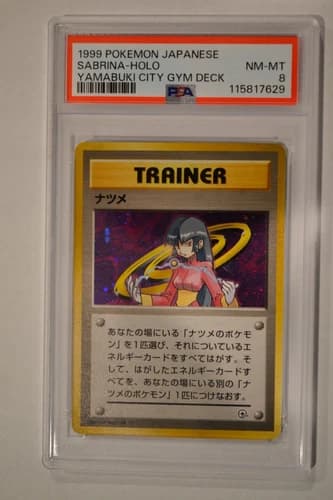 1999 POKEMON JAPANESE
SABRINA-HOLO
YAMABUKI CITY GYM DECK
NM-MT
8
115817629
PSA
TRAINER
ナツメ
あなたの場にいる「ナツメのポケモ
ン」を1匹選び、それについているエ
ネルギーカードをすべてはがす。そ
して、はがしたエネルギーカードす
べてを、あなたの場にいる別の「ナ
ツメのポケモン」1匹につけなおす。